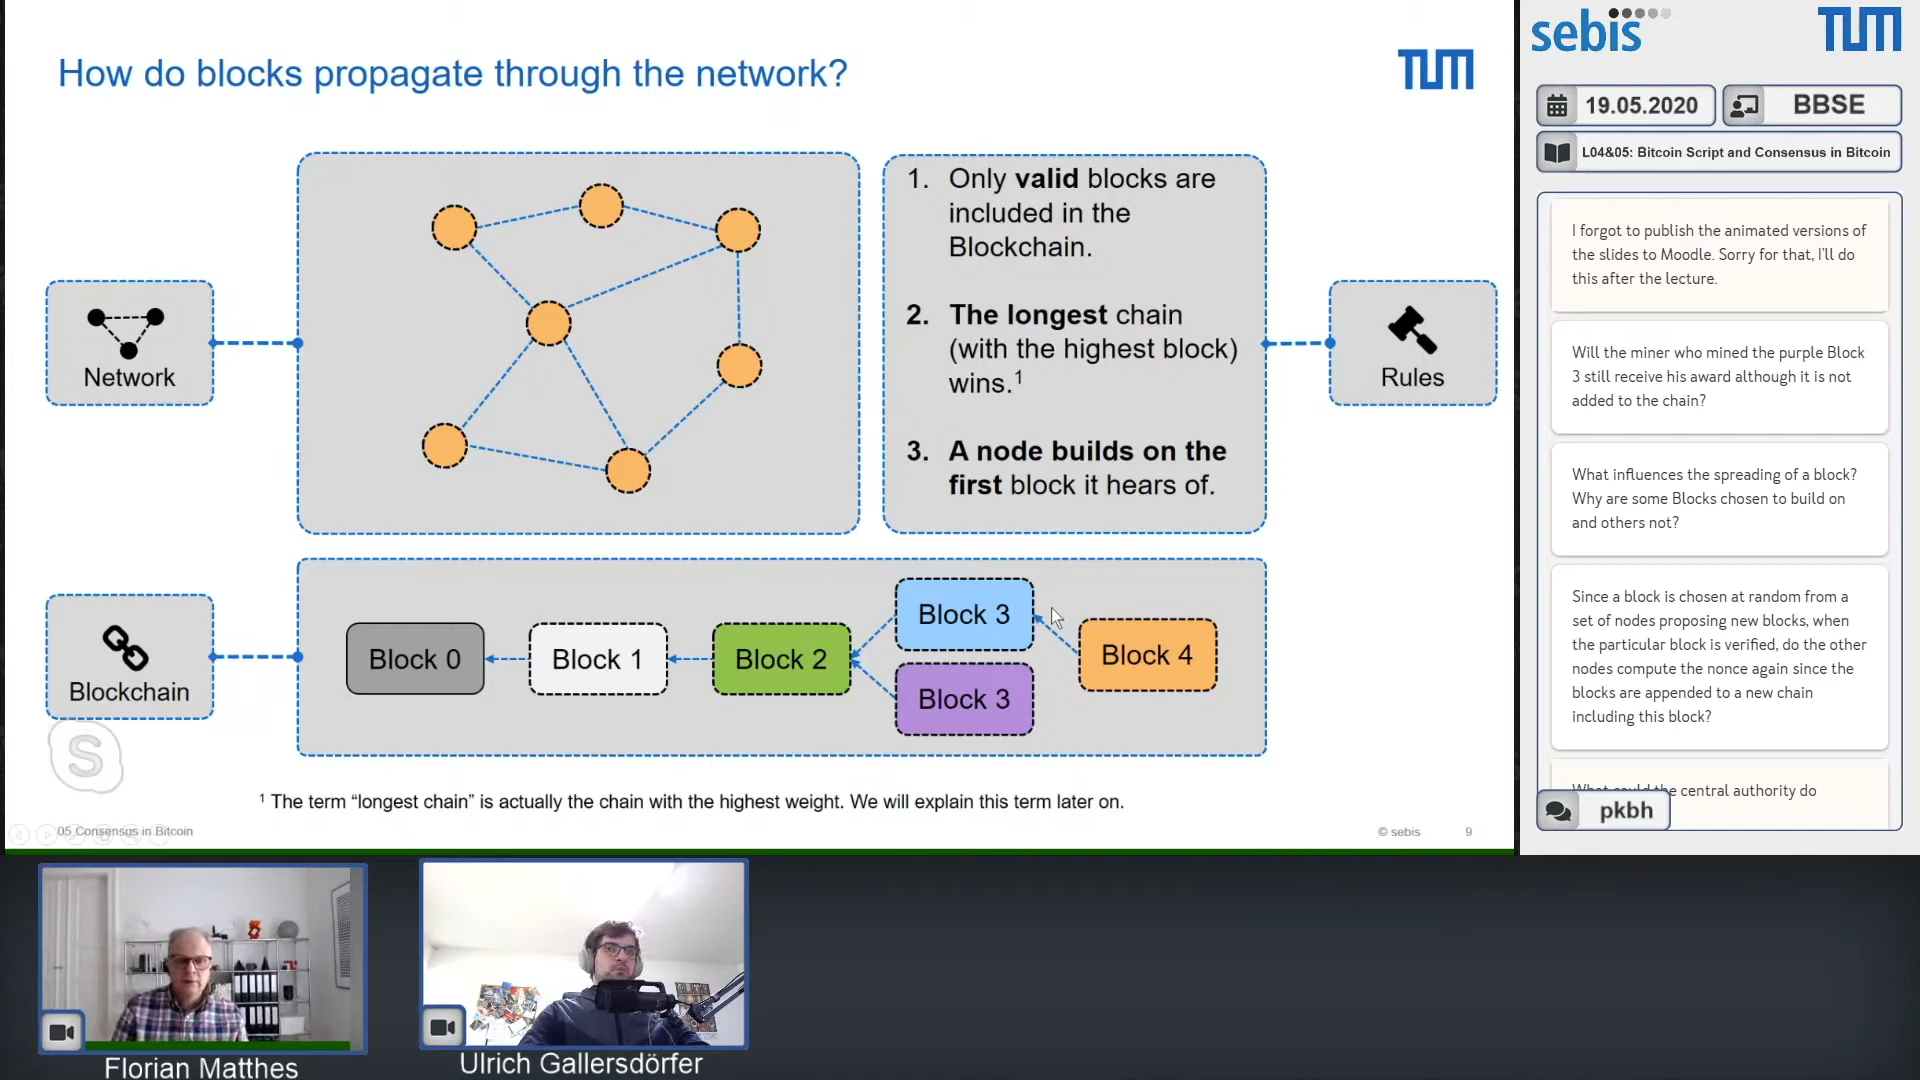 How do blocks propagate through the network?
TUM
Network
1. Only valid blocks are
included in the
Blockchain.
2. The longest chain
(with the highest block)
wins.1
3. A node builds on the
first block it hears of.
Rules
Blockchain
Block 0
Block 1
Block 2
Block 3
Block 3
Block 4
S
1 The term “longest chain” is actually the chain with the highest weight. We will explain this term later on.
05 Consensus in Bitcoin
© sebis
9
sebis
TUM
19.05.2020
BBSE
L04&05: Bitcoin Script and Consensus in Bitcoin
I forgot to publish the animated versions of
the slides to Moodle. Sorry for that, I'll do
this after the lecture.
Will the miner who mined the purple Block
3 still receive his award although it is not
added to the chain?
What influences the spreading of a block?
Why are some Blocks chosen to build on
and others not?
Since a block is chosen at random from a
set of nodes proposing new blocks, when
the particular block is verified, do the other
nodes compute the nonce again since the
blocks are appended to a new chain
including this block?
What could the central authority do
pkbh
Florian Matthes
Ulrich Gallersdörfer